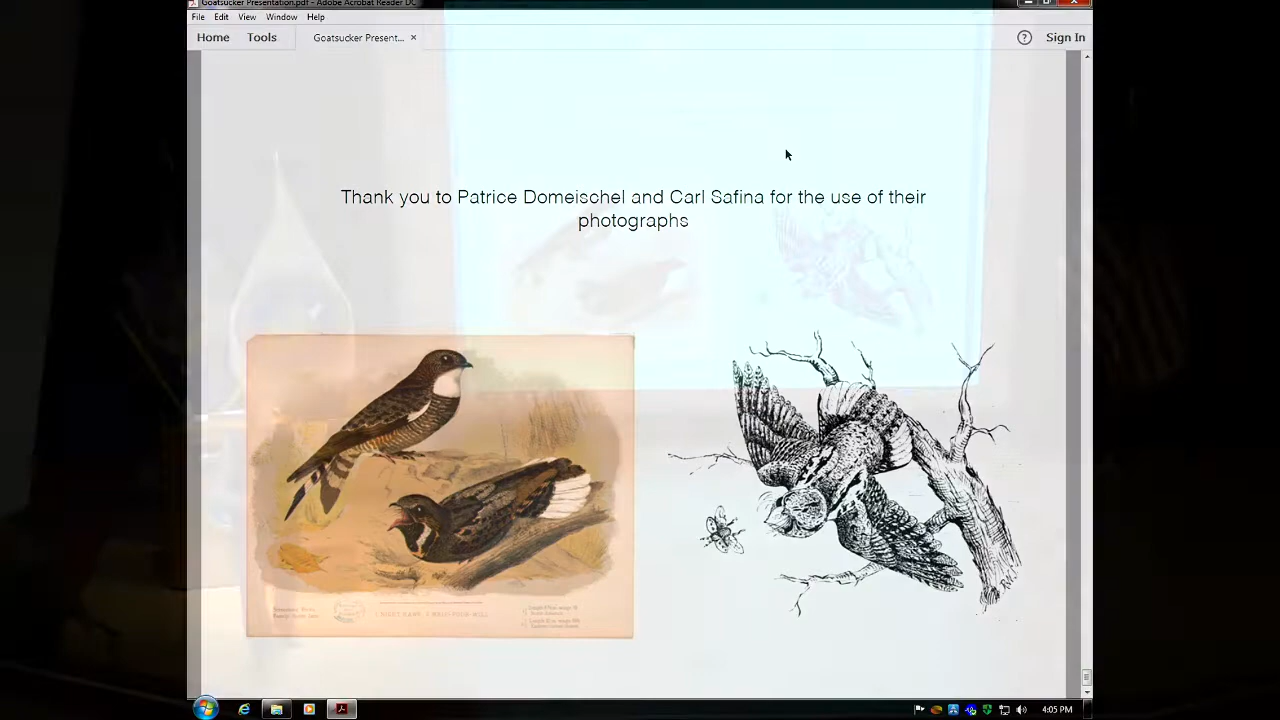 Goatsucker Presentation.pdf - Adobe Acrobat Reader DC
File Edit View Window Help
Home Tools Goatsucker Present... × ? Sign In
Thank you to Patrice Domeischel and Carl Safina for the use of their
photographs
4:05 PM